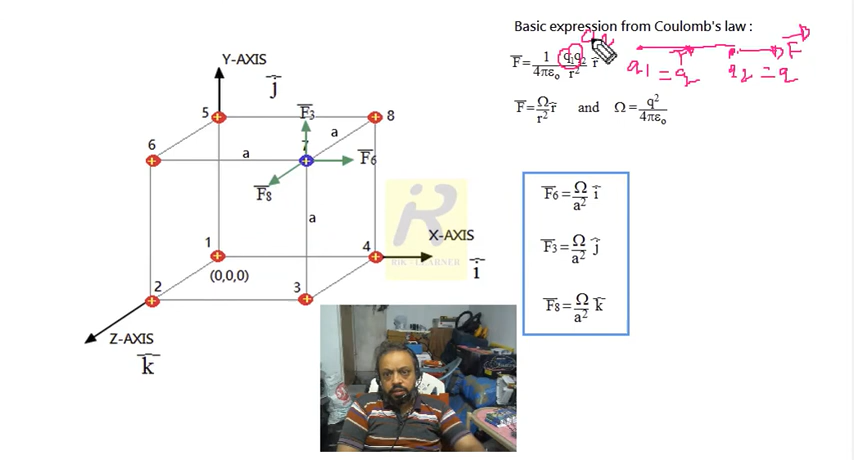 Basic expression from Coulomb's law :
F̅ = 1/4πε₀ q₁q₂/r² r̂
q1 = q
q2 = q
F
F̅ = Ω/r² r̂ and Ω = q²/4πε₀
F̅6 = Ω/a² î
F̅3 = Ω/a² ĵ
F̅8 = Ω/a² k̂
Y-AXIS
ĵ
5
F̅3
8
a
6
7
a
F̅6
F̅8
a
X-AXIS
î
1
4
(0,0,0)
2
3
Z-AXIS
k̂
RIK - LEARNER